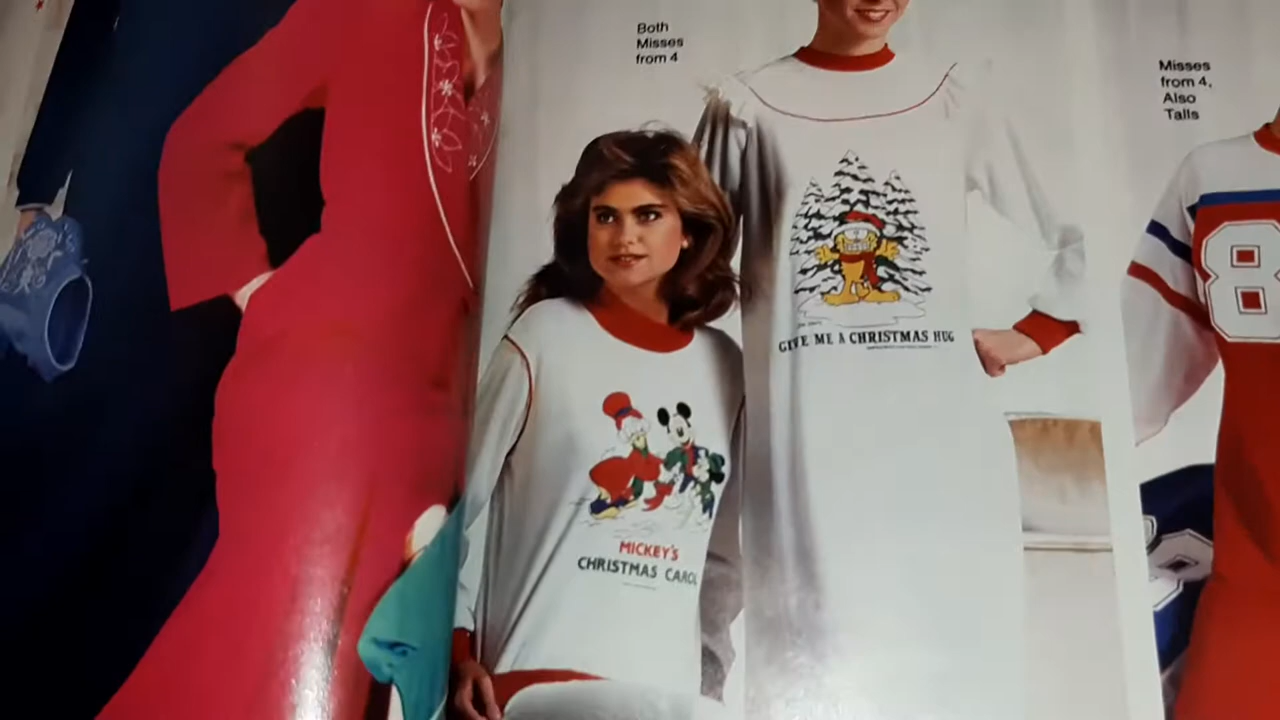 Both
Misses
from 4
Misses
from 4,
Also
Talls
8
GIVE ME A CHRISTMAS HUG
MICKEY'S
CHRISTMAS CAROL